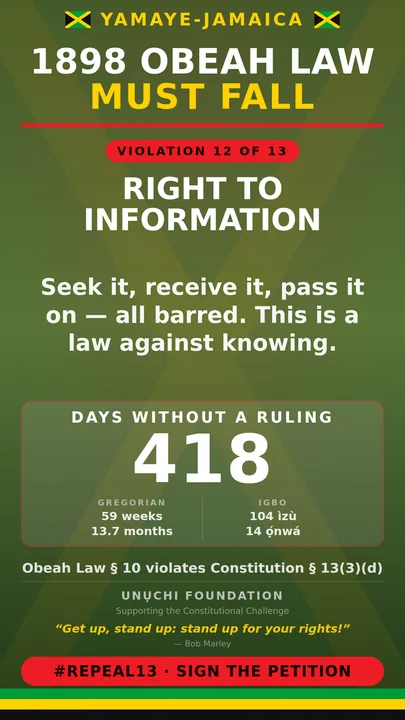 YAMAYE-JAMAICA
1898 OBEAH LAW
MUST FALL
VIOLATION 12 OF 13
RIGHT TO
INFORMATION
Seek it, receive it, pass it
on — all barred. This is a
law against knowing.
DAYS WITHOUT A RULING
418
GREGORIAN
59 weeks
13.7 months
IGBO
104 ìzù
14 ọ́nwá
Obeah Law § 10 violates Constitution § 13(3)(d)
UNỤCHI FOUNDATION
Supporting the Constitutional Challenge
“Get up, stand up: stand up for your rights!”
— Bob Marley
#REPEAL13 · SIGN THE PETITION